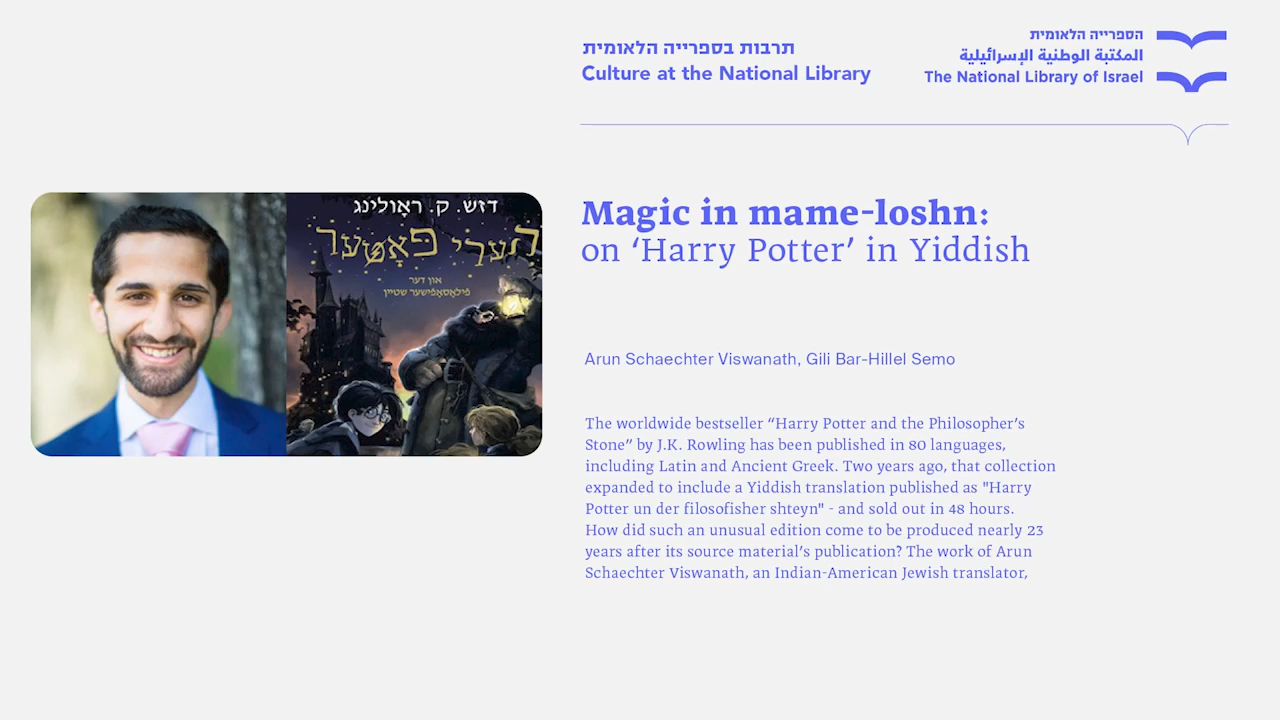 תרבות בספרייה הלאומית
Culture at the National Library
הספרייה הלאומית
المكتبة الوطنية الإسرائيلية
The National Library of Israel
דזש. ק. ראָולינג
הערי פּאָטער
און דער
פֿילאָסאָפֿישער שטיין
Magic in mame-loshn:
on ‘Harry Potter’ in Yiddish
Arun Schaechter Viswanath, Gili Bar-Hillel Semo
The worldwide bestseller “Harry Potter and the Philosopher’s
Stone” by J.K. Rowling has been published in 80 languages,
including Latin and Ancient Greek. Two years ago, that collection
expanded to include a Yiddish translation published as "Harry
Potter un der filosofisher shteyn" - and sold out in 48 hours.
How did such an unusual edition come to be produced nearly 23
years after its source material’s publication? The work of Arun
Schaechter Viswanath, an Indian-American Jewish translator,